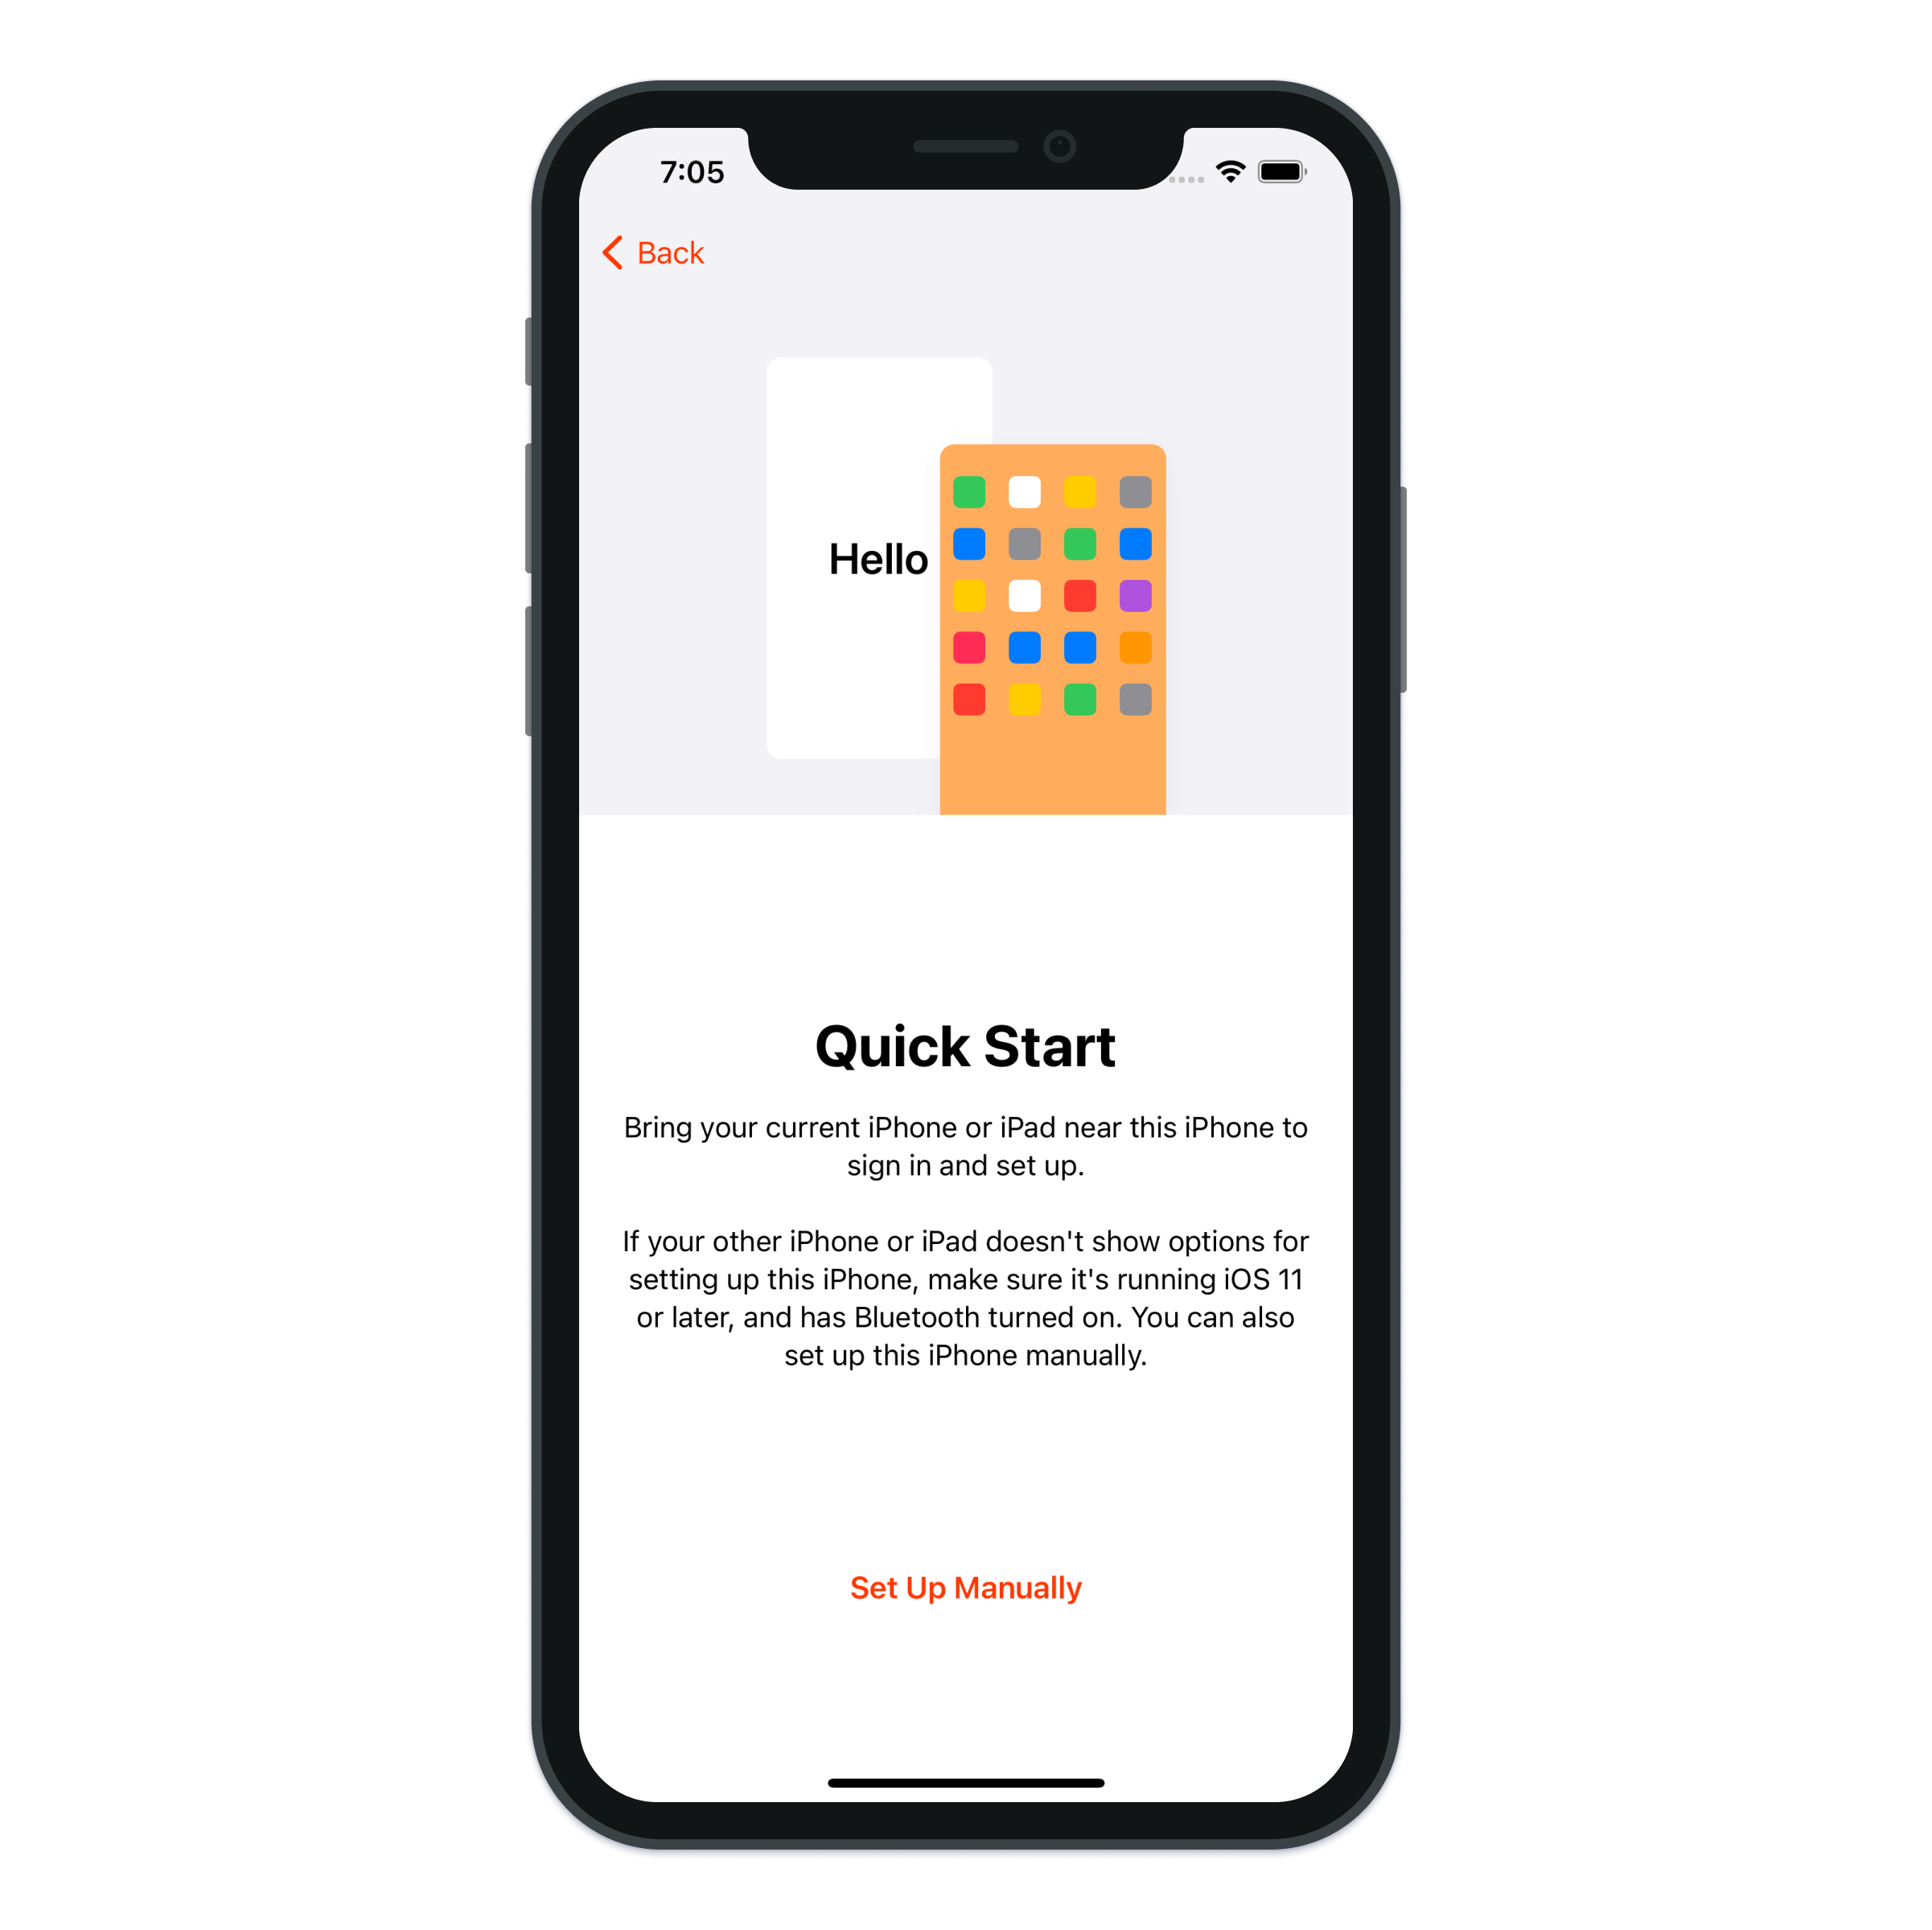 7:05
Back
Hello
Quick Start
Bring your current iPhone or iPad near this iPhone to
sign in and set up.
If your other iPhone or iPad doesn't show options for
setting up this iPhone, make sure it's running iOS 11
or later, and has Bluetooth turned on. You can also
set up this iPhone manually.
Set Up Manually